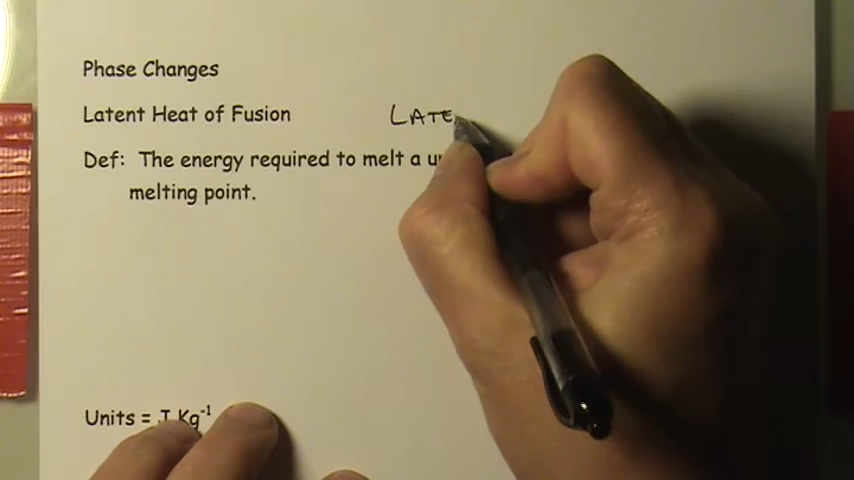 Phase Changes
Latent Heat of Fusion LATE
Def: The energy required to melt a
melting point.
Units = J Kg⁻¹